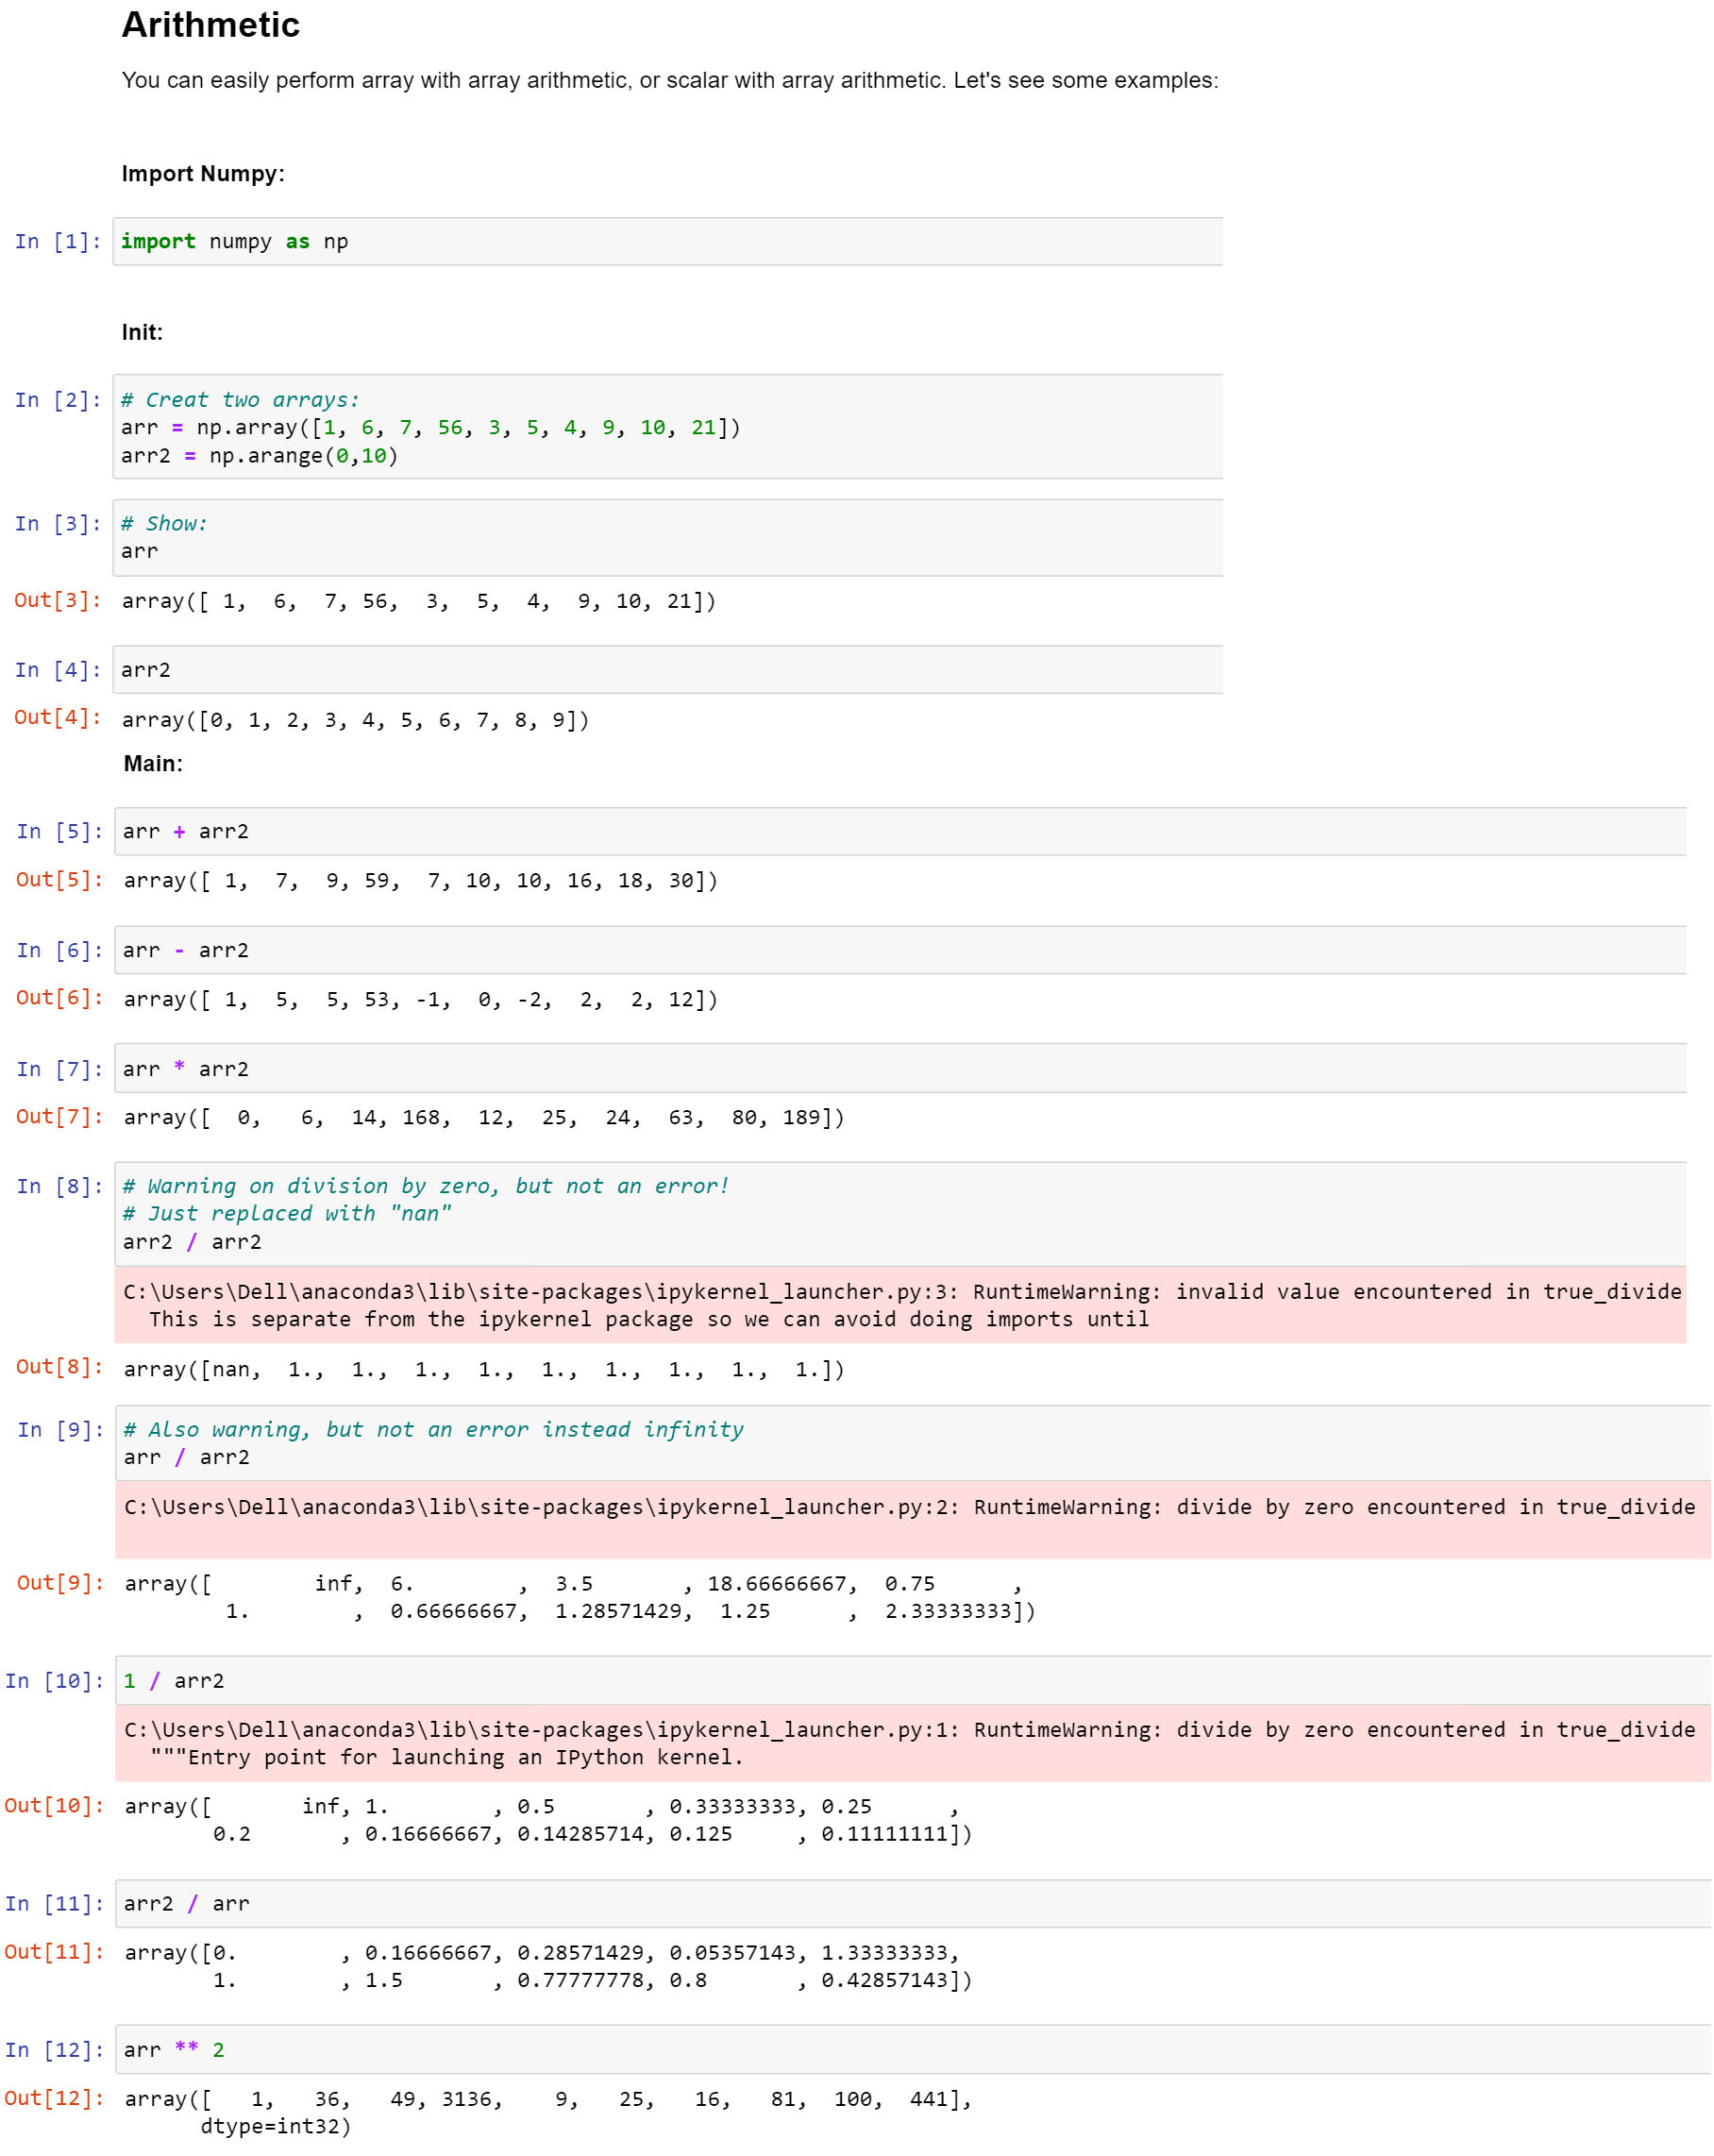 Arithmetic
You can easily perform array with array arithmetic, or scalar with array arithmetic. Let's see some examples:
Import Numpy:
In [1]: import numpy as np
Init:
In [2]: # Creat two arrays:
arr = np.array([1, 6, 7, 56, 3, 5, 4, 9, 10, 21])
arr2 = np.arange(0,10)
In [3]: # Show:
arr
Out[3]: array([ 1,  6,  7, 56,  3,  5,  4,  9, 10, 21])
In [4]: arr2
Out[4]: array([0, 1, 2, 3, 4, 5, 6, 7, 8, 9])
Main:
In [5]: arr + arr2
Out[5]: array([ 1,  7,  9, 59,  7, 10, 10, 16, 18, 30])
In [6]: arr - arr2
Out[6]: array([ 1,  5,  5, 53, -1,  0, -2,  2,  2, 12])
In [7]: arr * arr2
Out[7]: array([  0,   6,  14, 168,  12,  25,  24,  63,  80, 189])
In [8]: # Warning on division by zero, but not an error!
# Just replaced with "nan"
arr2 / arr2
C:\Users\Dell\anaconda3\lib\site-packages\ipykernel_launcher.py:3: RuntimeWarning: invalid value encountered in true_divide
  This is separate from the ipykernel package so we can avoid doing imports until
Out[8]: array([nan,  1.,  1.,  1.,  1.,  1.,  1.,  1.,  1.,  1.])
In [9]: # Also warning, but not an error instead infinity
arr / arr2
C:\Users\Dell\anaconda3\lib\site-packages\ipykernel_launcher.py:2: RuntimeWarning: divide by zero encountered in true_divide
Out[9]: array([        inf,  6.        ,  3.5       , 18.66666667,  0.75      ,
        1.        ,  0.66666667,  1.28571429,  1.25      ,  2.33333333])
In [10]: 1 / arr2
C:\Users\Dell\anaconda3\lib\site-packages\ipykernel_launcher.py:1: RuntimeWarning: divide by zero encountered in true_divide
  """Entry point for launching an IPython kernel.
Out[10]: array([       inf, 1.        , 0.5       , 0.33333333, 0.25      ,
       0.2       , 0.16666667, 0.14285714, 0.125     , 0.11111111])
In [11]: arr2 / arr
Out[11]: array([0.        , 0.16666667, 0.28571429, 0.05357143, 1.33333333,
       1.        , 1.5       , 0.77777778, 0.8       , 0.42857143])
In [12]: arr ** 2
Out[12]: array([   1,   36,   49, 3136,    9,   25,   16,   81,  100,  441],
      dtype=int32)